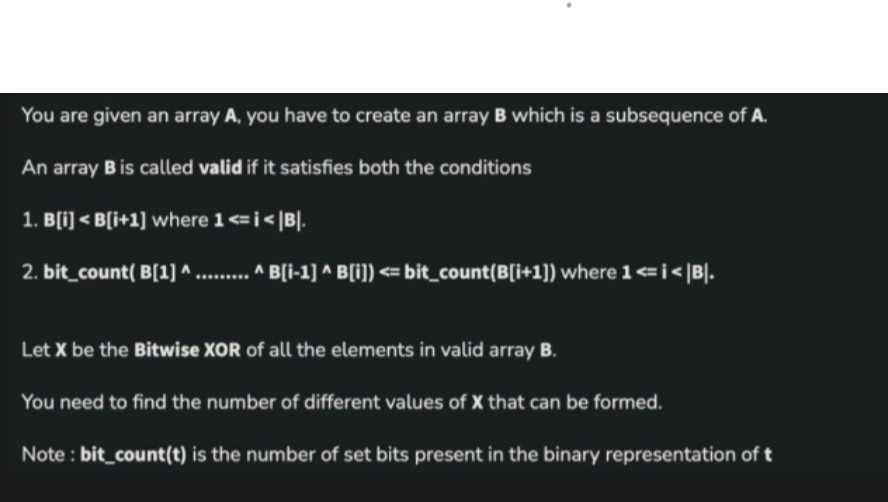 You are given an array A, you have to create an array B which is a subsequence of A.
An array B is called valid if it satisfies both the conditions
1. B[i] < B[i+1] where 1 <= i < |B|.
2. bit_count( B[1] ^ ......... ^ B[i-1] ^ B[i]) <= bit_count(B[i+1]) where 1 <= i < |B|.
Let X be the Bitwise XOR of all the elements in valid array B.
You need to find the number of different values of X that can be formed.
Note : bit_count(t) is the number of set bits present in the binary representation of t